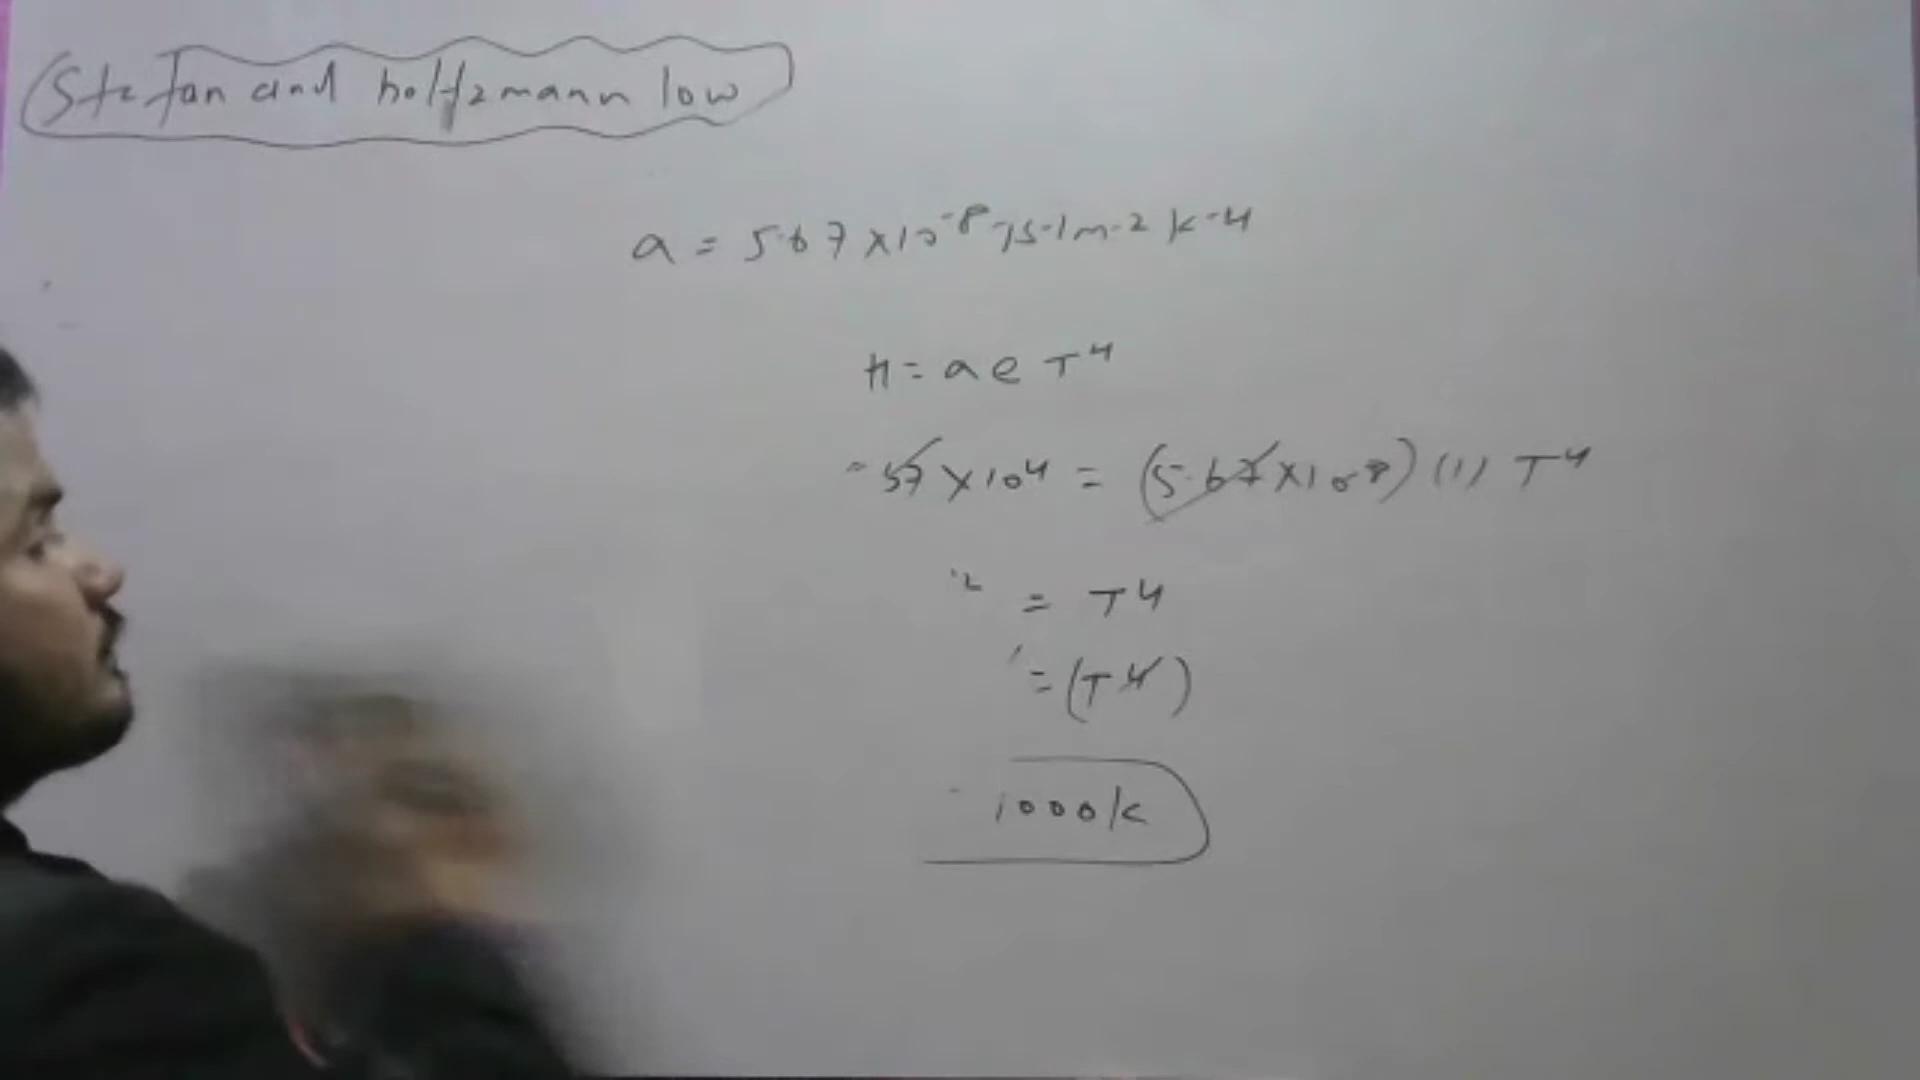 Stefan and boltzmann low
a = 5.67 x 10-8 Js-1m-2 k-4
H = a e T4
= 57 x 104 = (5.67 x 10-8) (1) T4
12 = T4
= (T4)
1000k